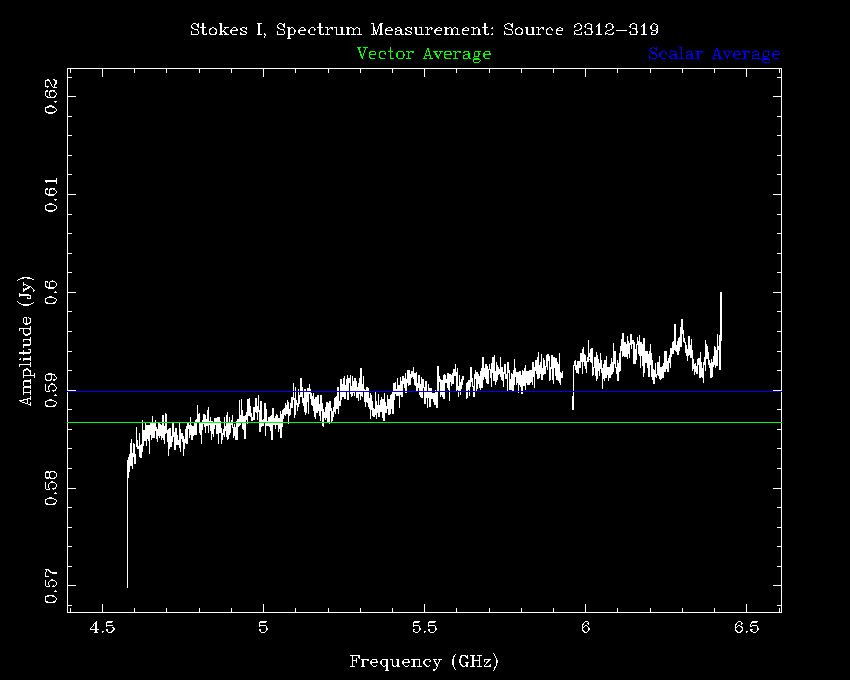 Stokes I, Spectrum Measurement: Source 2312−319
Vector Average Scalar Average
0.62
0.61
0.6
0.59
0.58
0.57
Amplitude (Jy)
4.5 5 5.5 6 6.5
Frequency (GHz)